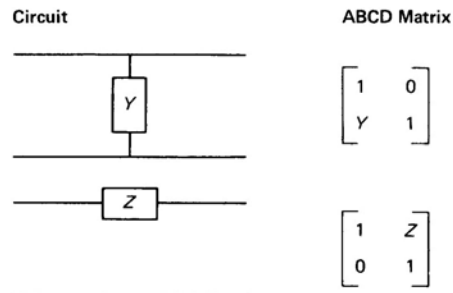 Circuit ABCD Matrix
Y
1 0
Y 1
Z
1 Z
0 1